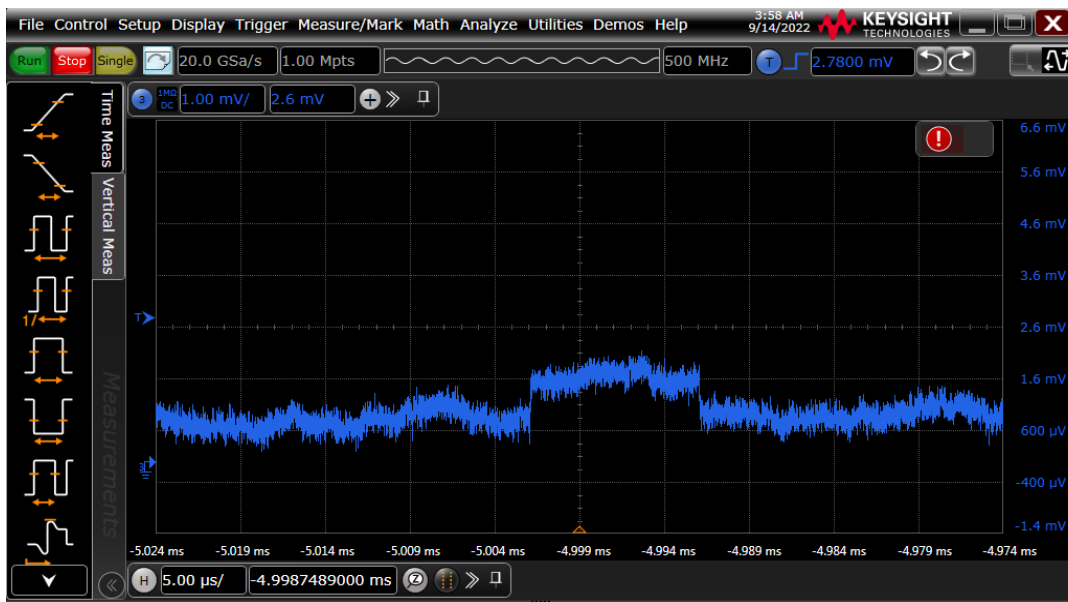 File Control Setup Display Trigger Measure/Mark Math Analyze Utilities Demos Help
3:58 AM
9/14/2022
KEYSIGHT
TECHNOLOGIES
X
Run Stop Single 20.0 GSa/s 1.00 Mpts 500 MHz T 2.7800 mV
3 1MΩ DC 1.00 mV/ 2.6 mV
Time Meas
Vertical Meas
Measurements
1/
T
3
6.6 mV
5.6 mV
4.6 mV
3.6 mV
2.6 mV
1.6 mV
600 µV
-400 µV
-1.4 mV
-5.024 ms -5.019 ms -5.014 ms -5.009 ms -5.004 ms -4.999 ms -4.994 ms -4.989 ms -4.984 ms -4.979 ms -4.974 ms
H 5.00 µs/ -4.9987489000 ms Z